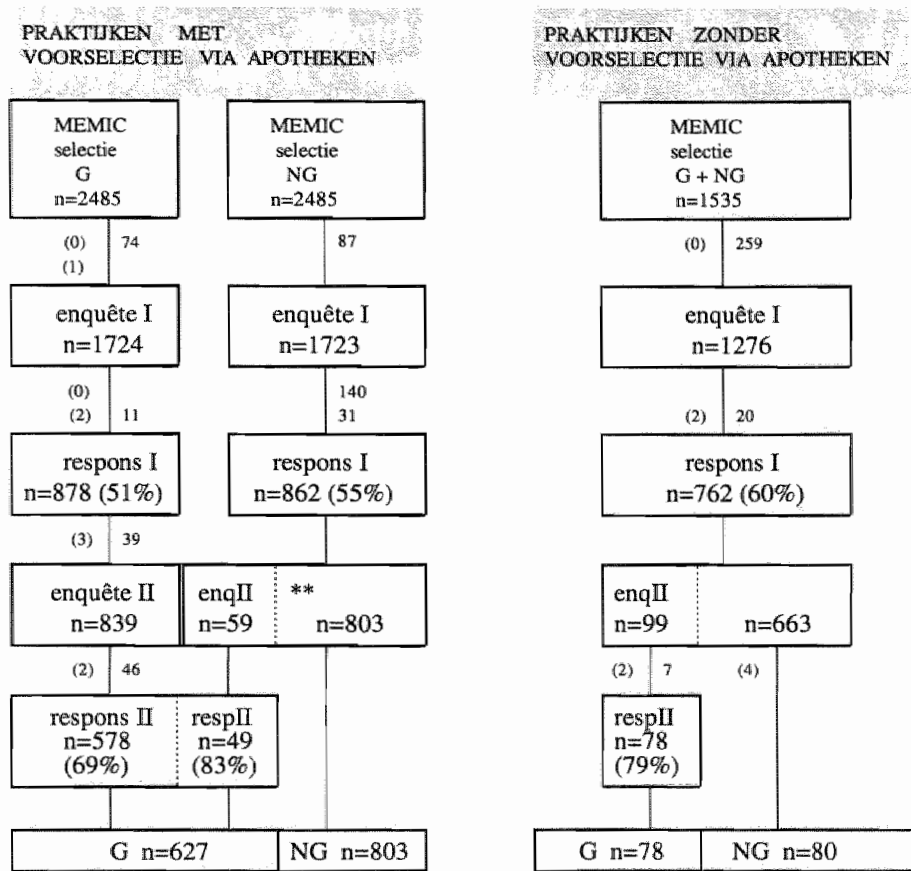 PRAKTIJKEN MET
VOORSELECTIE VIA APOTHEKEN
MEMIC
selectie
G
n=2485
MEMIC
selectie
NG
n=2485
(0) 74
(1)
87
enquête I
n=1724
enquête I
n=1723
(0)
(2) 11
140
31
respons I
n=878 (51%)
respons I
n=862 (55%)
(3) 39
enquête II
n=839
enqII
n=59
**
n=803
(2) 46
respons II
n=578
(69%)
respII
n=49
(83%)
G n=627
NG n=803
PRAKTIJKEN ZONDER
VOORSELECTIE VIA APOTHEKEN
MEMIC
selectie
G + NG
n=1535
(0) 259
enquête I
n=1276
(2) 20
respons I
n=762 (60%)
enqII
n=99
n=663
(2) 7
(4)
respII
n=78
(79%)
G n=78
NG n=80